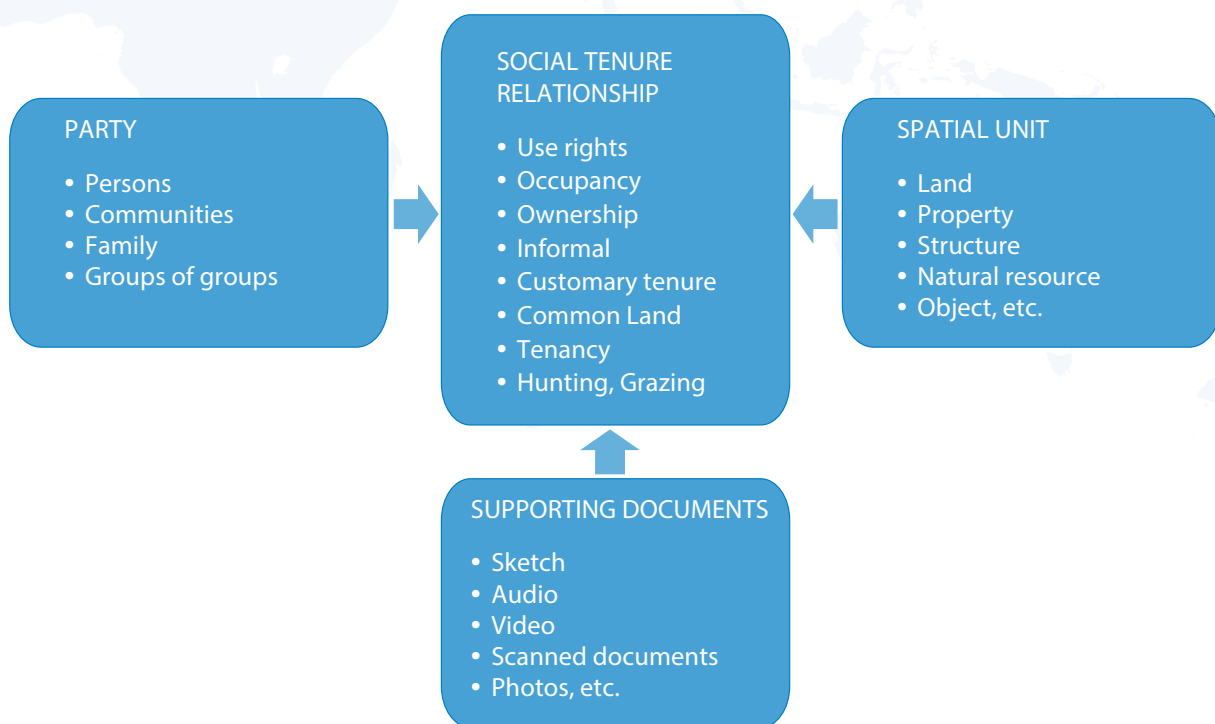 SOCIAL TENURE
RELATIONSHIP
• Use rights
• Occupancy
• Ownership
• Informal
• Customary tenure
• Common Land
• Tenancy
• Hunting, Grazing
PARTY
• Persons
• Communities
• Family
• Groups of groups
SPATIAL UNIT
• Land
• Property
• Structure
• Natural resource
• Object, etc.
SUPPORTING DOCUMENTS
• Sketch
• Audio
• Video
• Scanned documents
• Photos, etc.